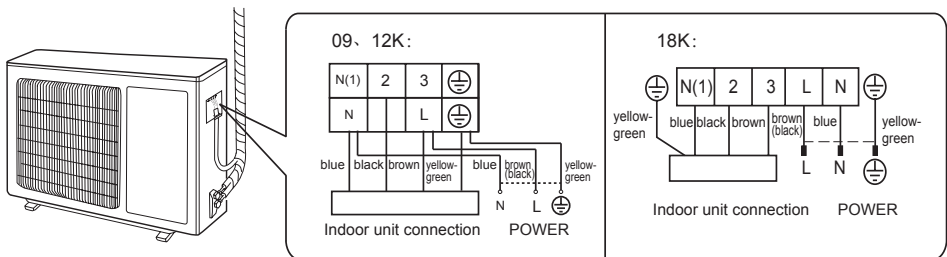 09、12K:
N(1) 2 3
N L
blue black brown yellow-green blue brown (black) yellow-green
N L
Indoor unit connection POWER
18K:
N(1) 2 3 L N
yellow-green blue black brown brown (black) blue yellow-green
L N
Indoor unit connection POWER